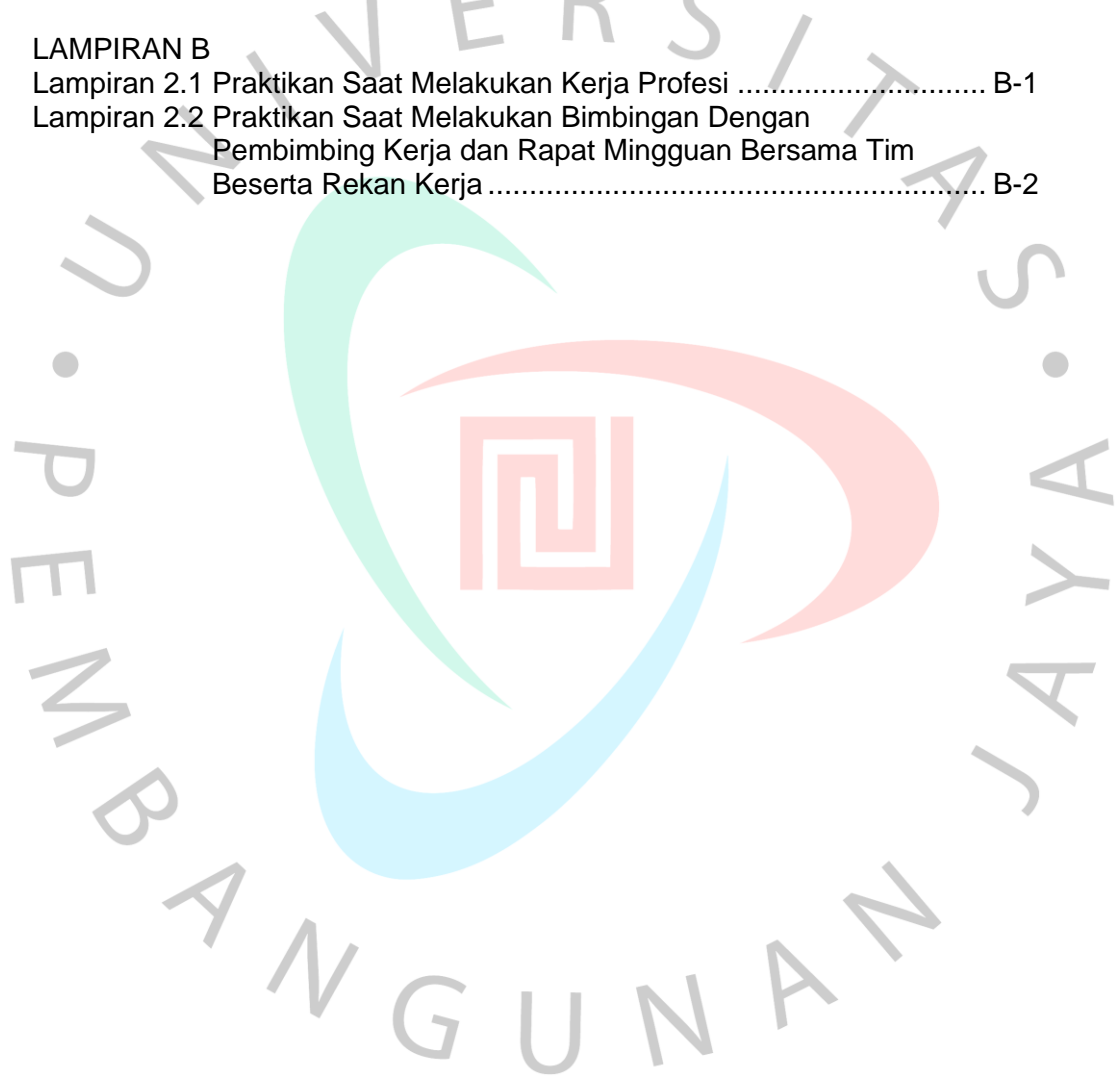 LAMPIRAN B
Lampiran 2.1 Praktikan Saat Melakukan Kerja Profesi .............................. B-1
Lampiran 2.2 Praktikan Saat Melakukan Bimbingan Dengan
Pembimbing Kerja dan Rapat Mingguan Bersama Tim
Beserta Rekan Kerja ............................................................ B-2
UNIVERSITAS • PEMBANGUNAN JAYA •